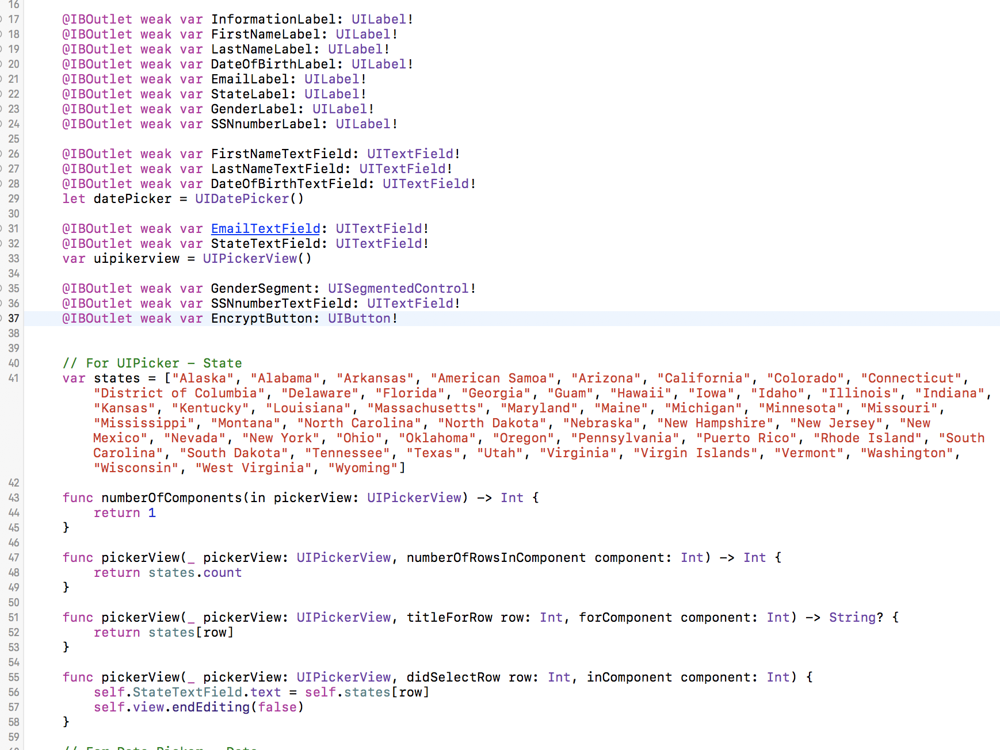 16
17 @IBOutlet weak var InformationLabel: UILabel!
18 @IBOutlet weak var FirstNameLabel: UILabel!
19 @IBOutlet weak var LastNameLabel: UILabel!
20 @IBOutlet weak var DateOfBirthLabel: UILabel!
21 @IBOutlet weak var EmailLabel: UILabel!
22 @IBOutlet weak var StateLabel: UILabel!
23 @IBOutlet weak var GenderLabel: UILabel!
24 @IBOutlet weak var SSNnumberLabel: UILabel!
25
26 @IBOutlet weak var FirstNameTextField: UITextField!
27 @IBOutlet weak var LastNameTextField: UITextField!
28 @IBOutlet weak var DateOfBirthTextField: UITextField!
29 let datePicker = UIDatePicker()
30
31 @IBOutlet weak var EmailTextField: UITextField!
32 @IBOutlet weak var StateTextField: UITextField!
33 var uipikerview = UIPickerView()
34
35 @IBOutlet weak var GenderSegment: UISegmentedControl!
36 @IBOutlet weak var SSNnumberTextField: UITextField!
37 @IBOutlet weak var EncryptButton: UIButton!
38
39
40 // For UIPicker – State
41 var states = ["Alaska", "Alabama", "Arkansas", "American Samoa", "Arizona", "California", "Colorado", "Connecticut",
"District of Columbia", "Delaware", "Florida", "Georgia", "Guam", "Hawaii", "Iowa", "Idaho", "Illinois", "Indiana",
"Kansas", "Kentucky", "Louisiana", "Massachusetts", "Maryland", "Maine", "Michigan", "Minnesota", "Missouri",
"Mississippi", "Montana", "North Carolina", "North Dakota", "Nebraska", "New Hampshire", "New Jersey", "New
Mexico", "Nevada", "New York", "Ohio", "Oklahoma", "Oregon", "Pennsylvania", "Puerto Rico", "Rhode Island", "South
Carolina", "South Dakota", "Tennessee", "Texas", "Utah", "Virginia", "Virgin Islands", "Vermont", "Washington",
"Wisconsin", "West Virginia", "Wyoming"]
42
43 func numberOfComponents(in pickerView: UIPickerView) -> Int {
44 return 1
45 }
46
47 func pickerView(_ pickerView: UIPickerView, numberOfRowsInComponent component: Int) -> Int {
48 return states.count
49 }
50
51 func pickerView(_ pickerView: UIPickerView, titleForRow row: Int, forComponent component: Int) -> String? {
52 return states[row]
53 }
54
55 func pickerView(_ pickerView: UIPickerView, didSelectRow row: Int, inComponent component: Int) {
56 self.StateTextField.text = self.states[row]
57 self.view.endEditing(false)
58 }
59